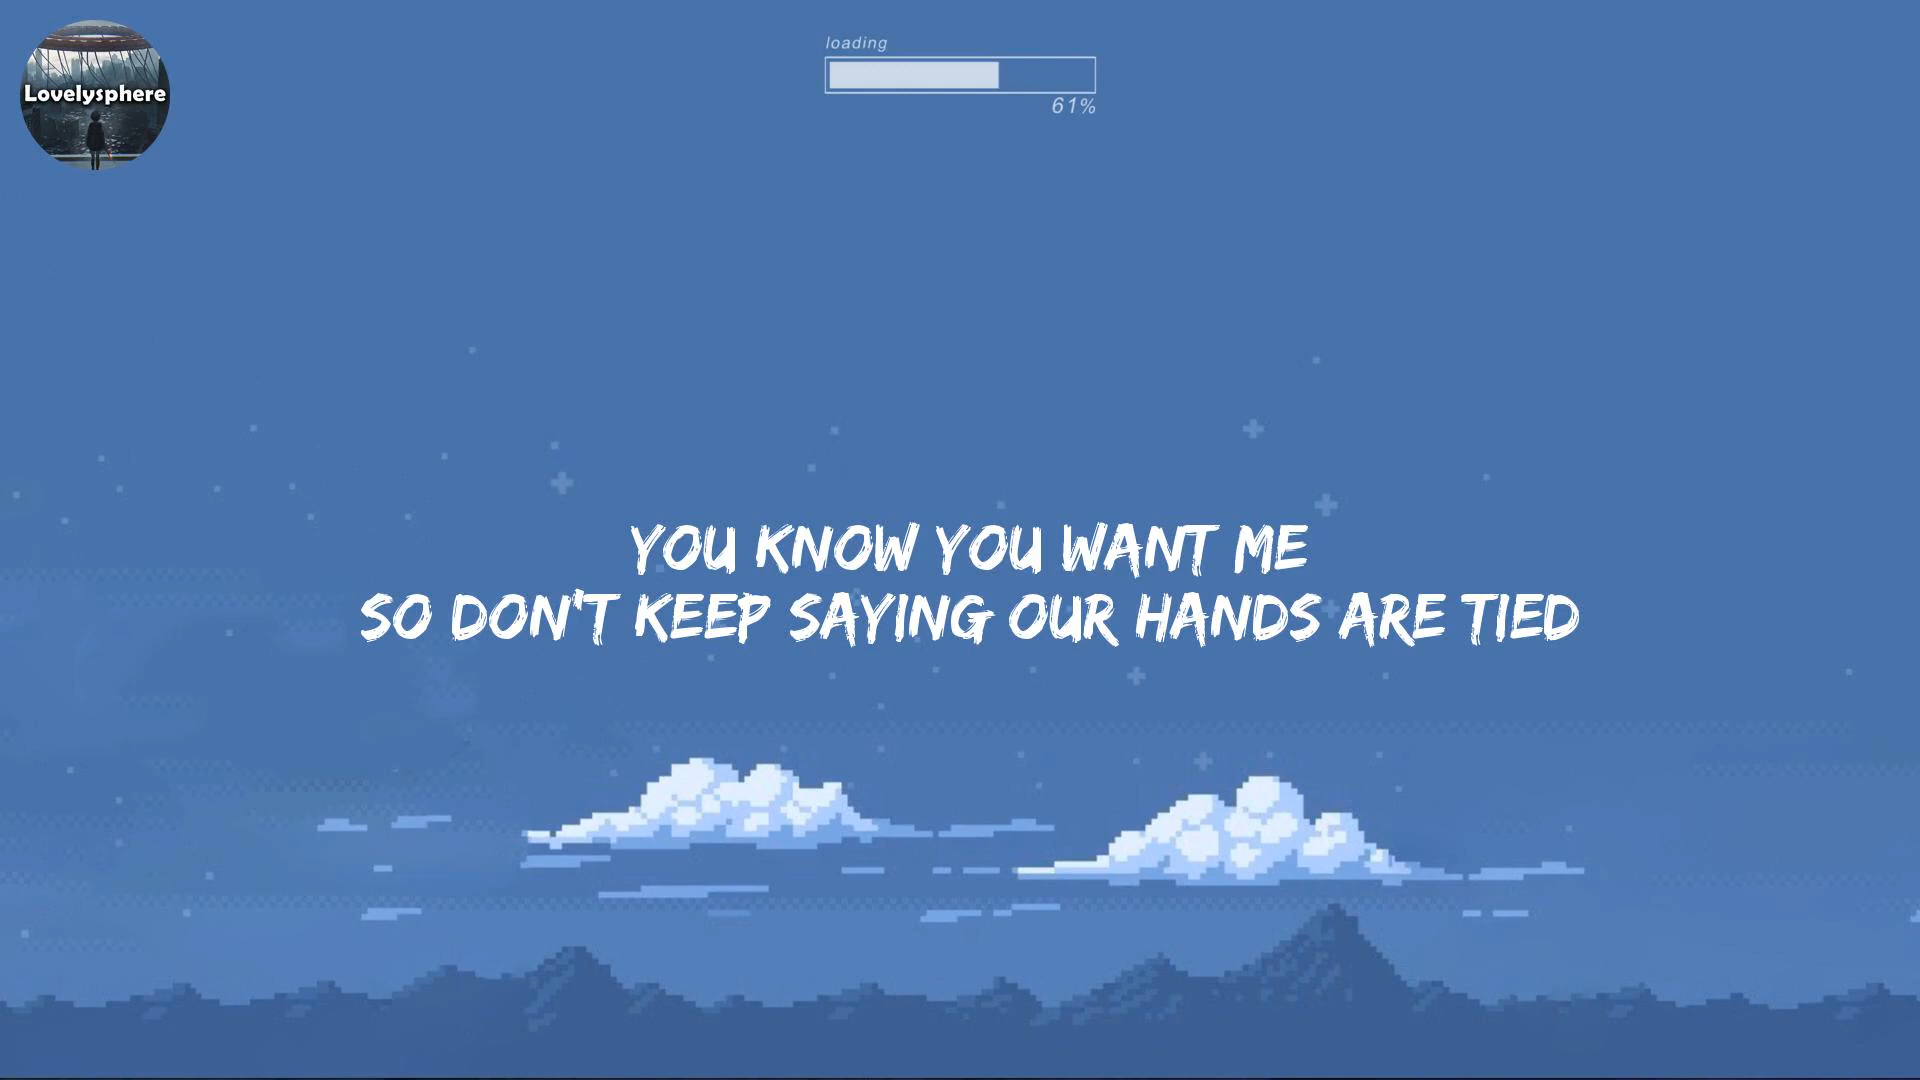 Lovelysphere
loading
61%
YOU KNOW YOU WANT ME
SO DON'T KEEP SAYING OUR HANDS ARE TIED